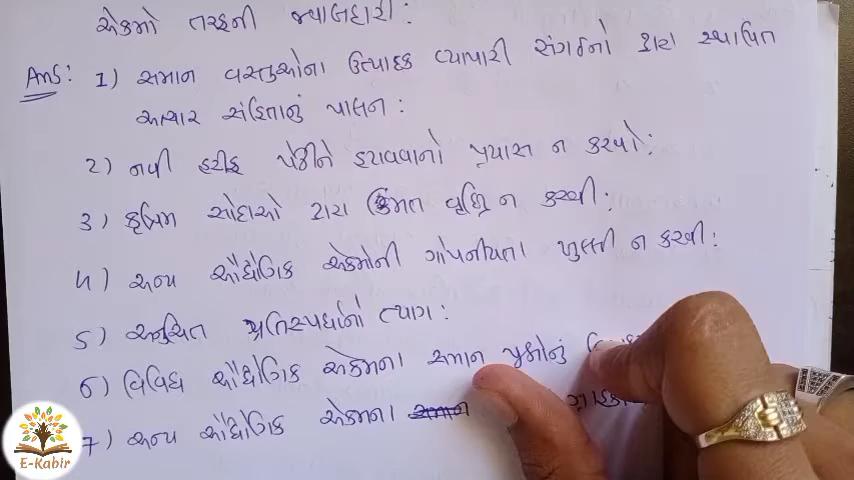 એકમો તરફની જવાબદારી:
Ans: 1) સમાન વસ્તુઓના ઉત્પાદક વ્યાપારી સંગઠનો દ્વારા સ્થાપિત
આચાર સંહિતાનું પાલન :
2) નવી હરીફ પેઢીને હટાવવાનો પ્રયાસ ન કરવો:
3) કૃત્રિમ સોદાઓ દ્વારા કિંમત વૃદ્ધિ ન કરવી:
4) અન્ય ઔદ્યોગિક એકમોની ગોપનીયતા ખુલ્લી ન કરવી:
5) અનુચિત પ્રતિસ્પર્ધાનો ત્યાગ:
6) વિવિધ ઔદ્યોગિક એકમના સમાન પ્રશ્નોનું
7) અન્ય ઔદ્યોગિક એકમના
E-Kabir